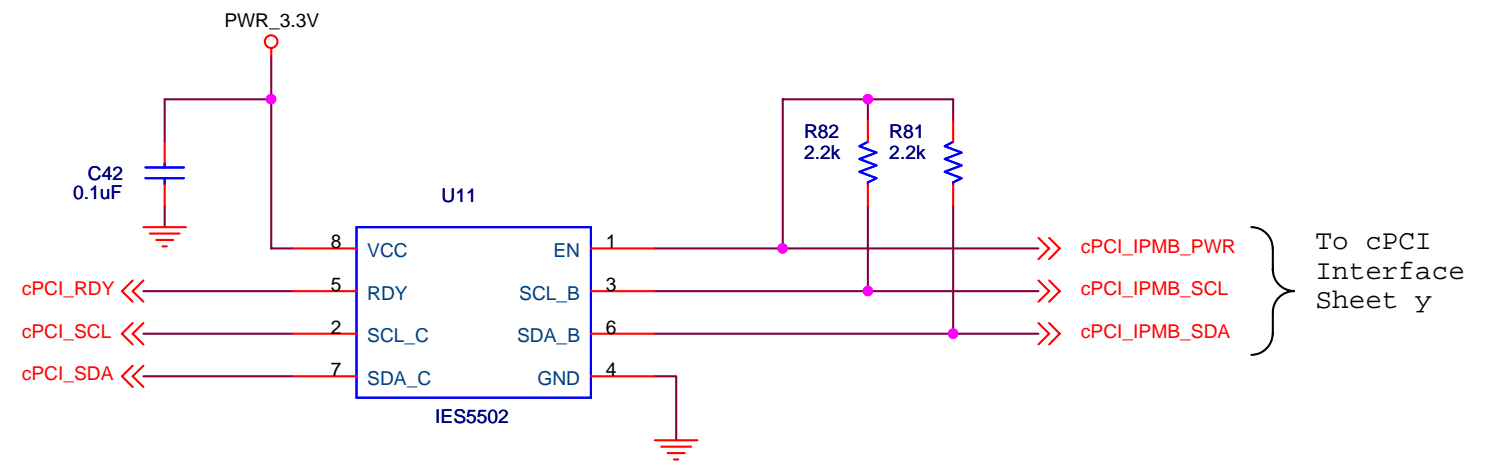 PWR_3.3V
C42
0.1uF
R82
2.2k
R81
2.2k
U11
8 VCC
EN 1
cPCI_IPMB_PWR
cPCI_RDY
5 RDY
SCL_B 3
cPCI_IPMB_SCL
cPCI_SCL
2 SCL_C
SDA_B 6
cPCI_IPMB_SDA
cPCI_SDA
7 SDA_C
GND 4
IES5502
To cPCI
Interface
Sheet y